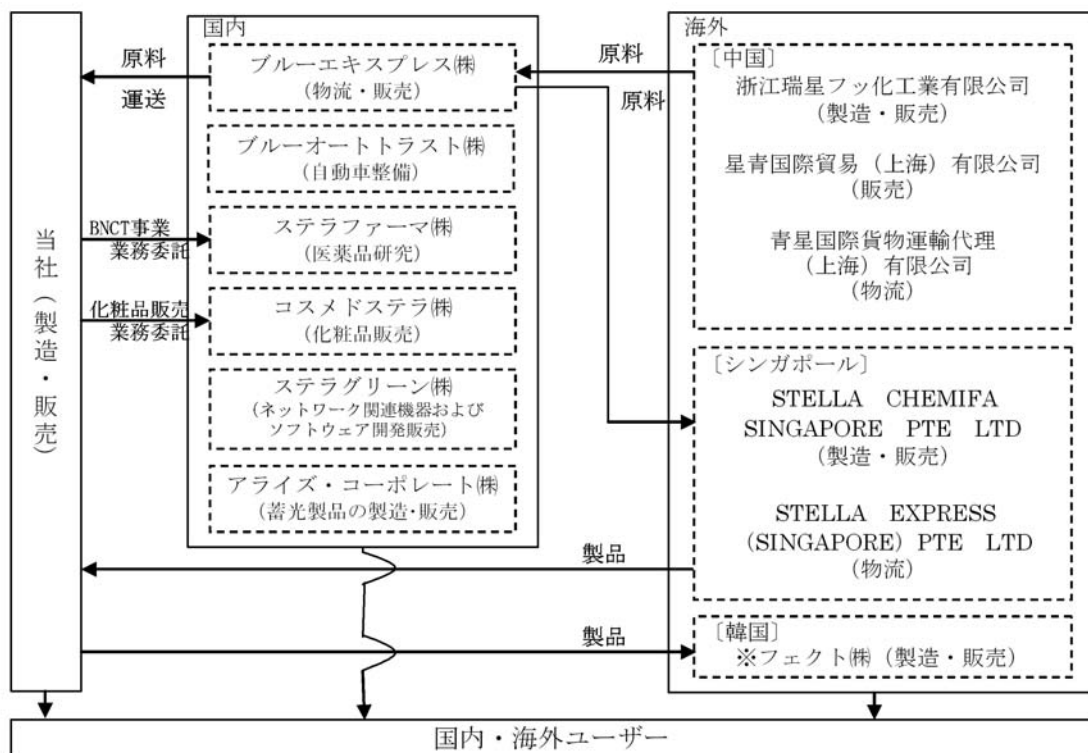 国内
海外
原料
運送
ブルーエキスプレス㈱
(物流・販売)
原料
原料
〔中国〕
浙江瑞星フッ化工業有限公司
(製造・販売)
星青国際貿易(上海)有限公司
(販売)
青星国際貨物運輸代理
(上海)有限公司
(物流)
ブルーオートトラスト㈱
(自動車整備)
当社(製造・販売)
BNCT事業
業務委託
ステラファーマ㈱
(医薬品研究)
化粧品販売
業務委託
コスメドステラ㈱
(化粧品販売)
ステラグリーン㈱
(ネットワーク関連機器および
ソフトウェア開発販売)
アライズ・コーポレート㈱
(蓄光製品の製造・販売)
〔シンガポール〕
STELLA CHEMIFA
SINGAPORE PTE LTD
(製造・販売)
STELLA EXPRESS
(SINGAPORE) PTE LTD
(物流)
製品
製品
〔韓国〕
※フェクト㈱(製造・販売)
国内・海外ユーザー